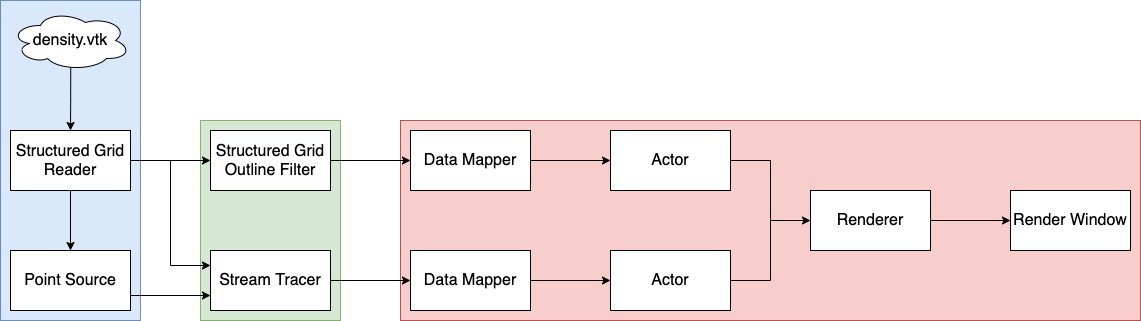 density.vtk
Structured Grid
Reader
Structured Grid
Outline Filter
Data Mapper
Actor
Renderer
Render Window
Point Source
Stream Tracer
Data Mapper
Actor